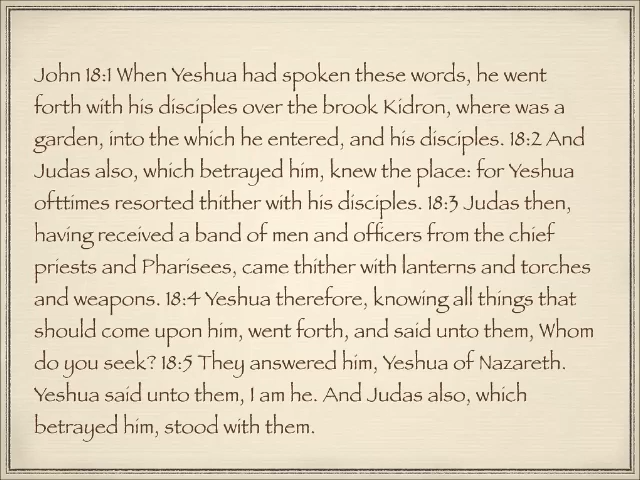 John 18:1 When Yeshua had spoken these words, he went
forth with his disciples over the brook Kidron, where was a
garden, into the which he entered, and his disciples. 18:2 And
Judas also, which betrayed him, knew the place: for Yeshua
ofttimes resorted thither with his disciples. 18:3 Judas then,
having received a band of men and officers from the chief
priests and Pharisees, came thither with lanterns and torches
and weapons. 18:4 Yeshua therefore, knowing all things that
should come upon him, went forth, and said unto them, Whom
do you seek? 18:5 They answered him, Yeshua of Nazareth.
Yeshua said unto them, I am he. And Judas also, which
betrayed him, stood with them.